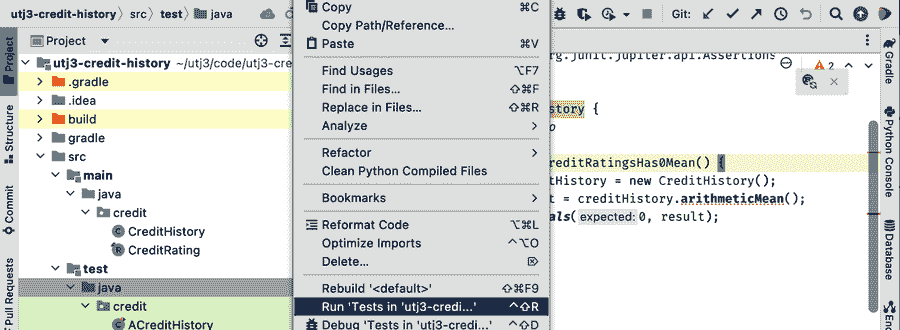 utj3-credit-history
src
test
java
Git:
Project
utj3-credit-history ~/utj3/code/utj3-cre
.gradle
.idea
build
gradle
src
main
java
credit
CreditHistory
CreditRating
test
java
credit
ACreditHistory
Project
Structure
Commit
Pull Requests
Copy ⌘C
Copy Path/Reference...
Paste ⌘V
Find Usages ⌥F7
Find in Files... ⇧⌘F
Replace in Files... ⇧⌘R
Analyze
Refactor
Clean Python Compiled Files
Bookmarks
Reformat Code ⌥⌘L
Optimize Imports ⌃⌥O
Delete... ⌦
Rebuild '<default>' ⇧⌘F9
Run 'Tests in 'utj3-credi...' ⌃⇧R
Debug 'Tests in 'utj3-credi...' ⌃⇧D
rg.junit.jupiter.api.Assertions
2
istory {
reditRatingsHas0Mean() {
tHistory = new CreditHistory();
t = creditHistory.arithmeticMean();
als( expected: 0, result);
Gradle
Python Console
Database